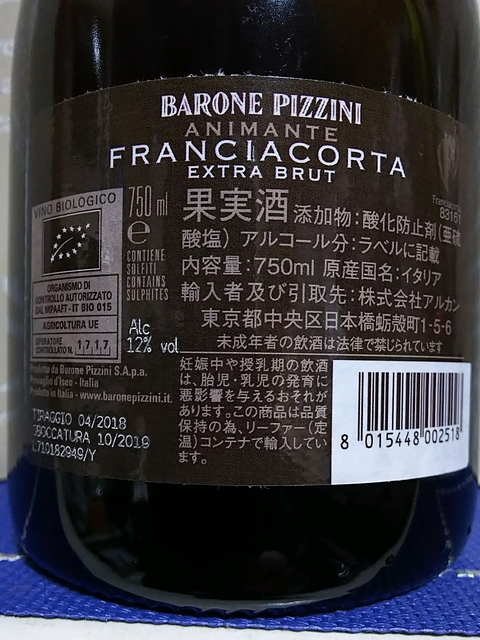 BARONE PIZZINI
ANIMANTE
FRANCIACORTA
EXTRA BRUT
Franciacorta
83161
VINO BIOLOGICO
ORGANISMO DI
CONTROLLO AUTORIZZATO
DAL MIPAAFT - IT BIO 015
AGRICOLTURA UE
OPERATORE
CONTROLLATO N. 1717
750 ml
e
CONTIENE
SOLFITI
CONTAINS
SULPHITES
Alc
12% vol
果実酒 添加物:酸化防止剤(亜硫
酸塩) アルコール分:ラベルに記載
内容量:750ml 原産国名:イタリア
輸入者及び引取先:株式会社アルカン
東京都中央区日本橋蛎殻町1-5-6
未成年者の飲酒は法律で禁じられています
妊娠中や授乳期の飲酒
は、胎児・乳児の発育に
悪影響を与えるおそれが
あります。この商品は品質
保持の為、リーファー(定
温)コンテナで輸入していま
す。
Prodotto da Barone Pizzini S.A.p.a.
Provaglio d'Iseo - Italia
Prodotto in Italia - www.baronepizzini.it
TIRAGGIO 04/2018
SBOCCATURA 10/2019
L710182949/Y
8 015448 002518